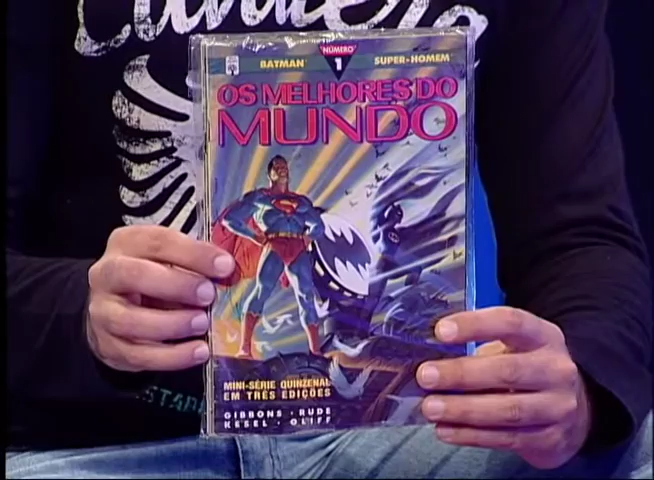 NÚMERO
1
BATMAN
SUPER-HOMEM
OS MELHORES DO
MUNDO
MINI-SÉRIE QUINZENAL
EM TRÊS EDIÇÕES
GIBBONS · RUDE
KESEL · OLIFF